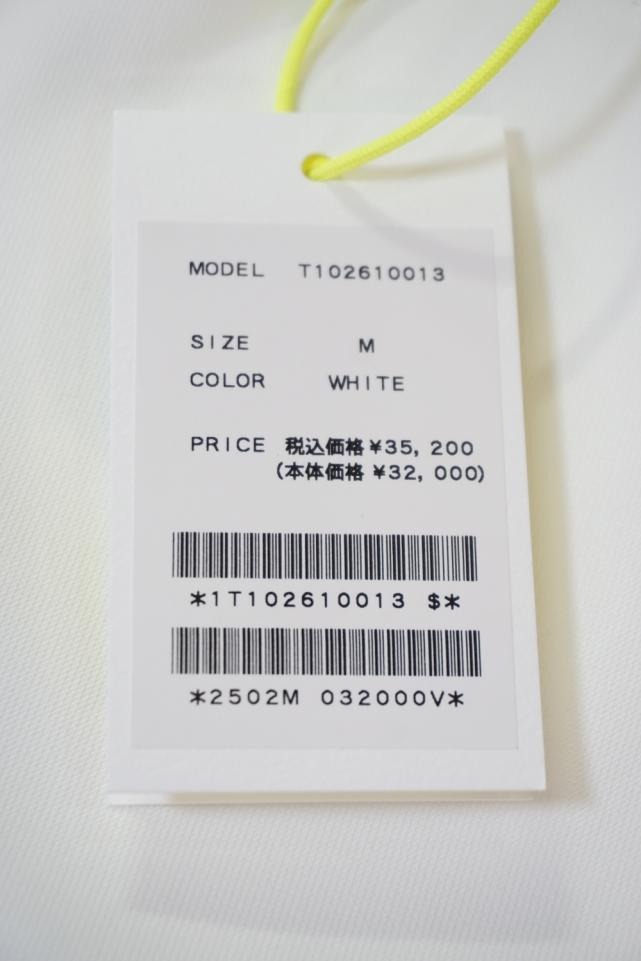 MODEL T102610013
SIZE M
COLOR WHITE
PRICE 税込価格 ¥35, 200
(本体価格 ¥32, 000)
*1T102610013 $*
*2502M 032000V*